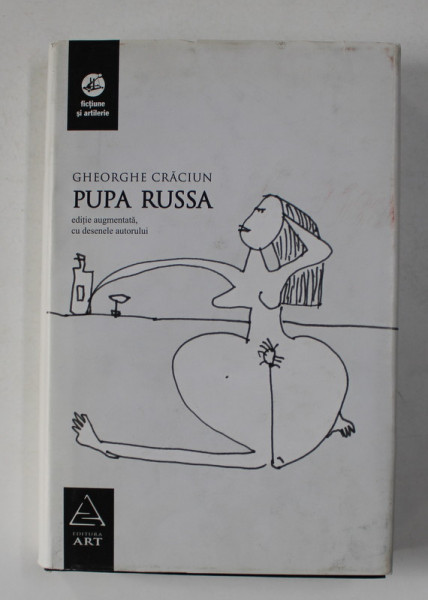 ficțiune
și artilerie
GHEORGHE CRĂCIUN
PUPA RUSSA
ediție augmentată,
cu desenele autorului
EDITURA
ART